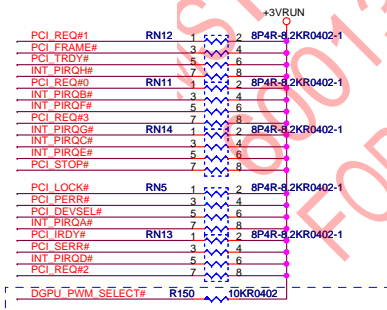 +3VRUN
PCI_REQ#1 RN12 1 2 8P4R-8.2KR0402-1
PCI_FRAME# 3 4
PCI_TRDY# 5 6
INT_PIRQH# 7 8
PCI_REQ#0 RN11 1 2 8P4R-8.2KR0402-1
INT_PIRQB# 3 4
INT_PIRQF# 5 6
PCI_REQ#3 7 8
INT_PIRQG# RN14 1 2 8P4R-8.2KR0402-1
INT_PIRQC# 3 4
INT_PIRQE# 5 6
PCI_STOP# 7 8
PCI_LOCK# RN5 1 2 8P4R-8.2KR0402-1
PCI_PERR# 3 4
PCI_DEVSEL# 5 6
INT_PIRQA# 7 8
PCI_IRDY# RN13 1 2 8P4R-8.2KR0402-1
PCI_SERR# 3 4
INT_PIRQD# 5 6
PCI_REQ#2 7 8
DGPU_PWM_SELECT# R150 10KR0402